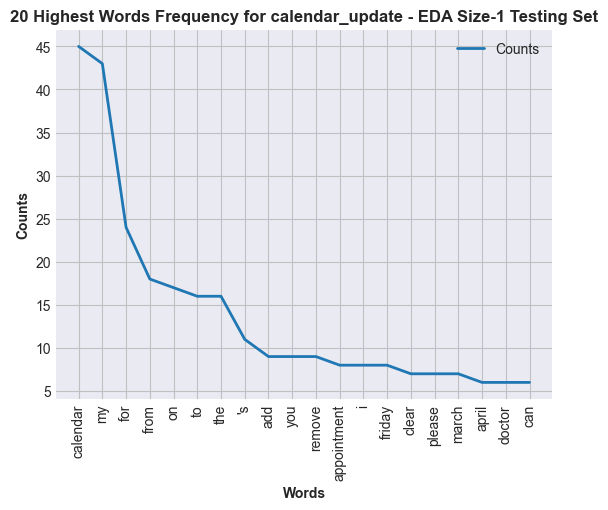 20 Highest Words Frequency for calendar_update - EDA Size-1 Testing Set
Counts
45
40
35
30
25
20
15
10
5
Counts
calendar
my
for
from
on
to
the
's
add
you
remove
appointment
i
friday
clear
please
march
april
doctor
can
Words